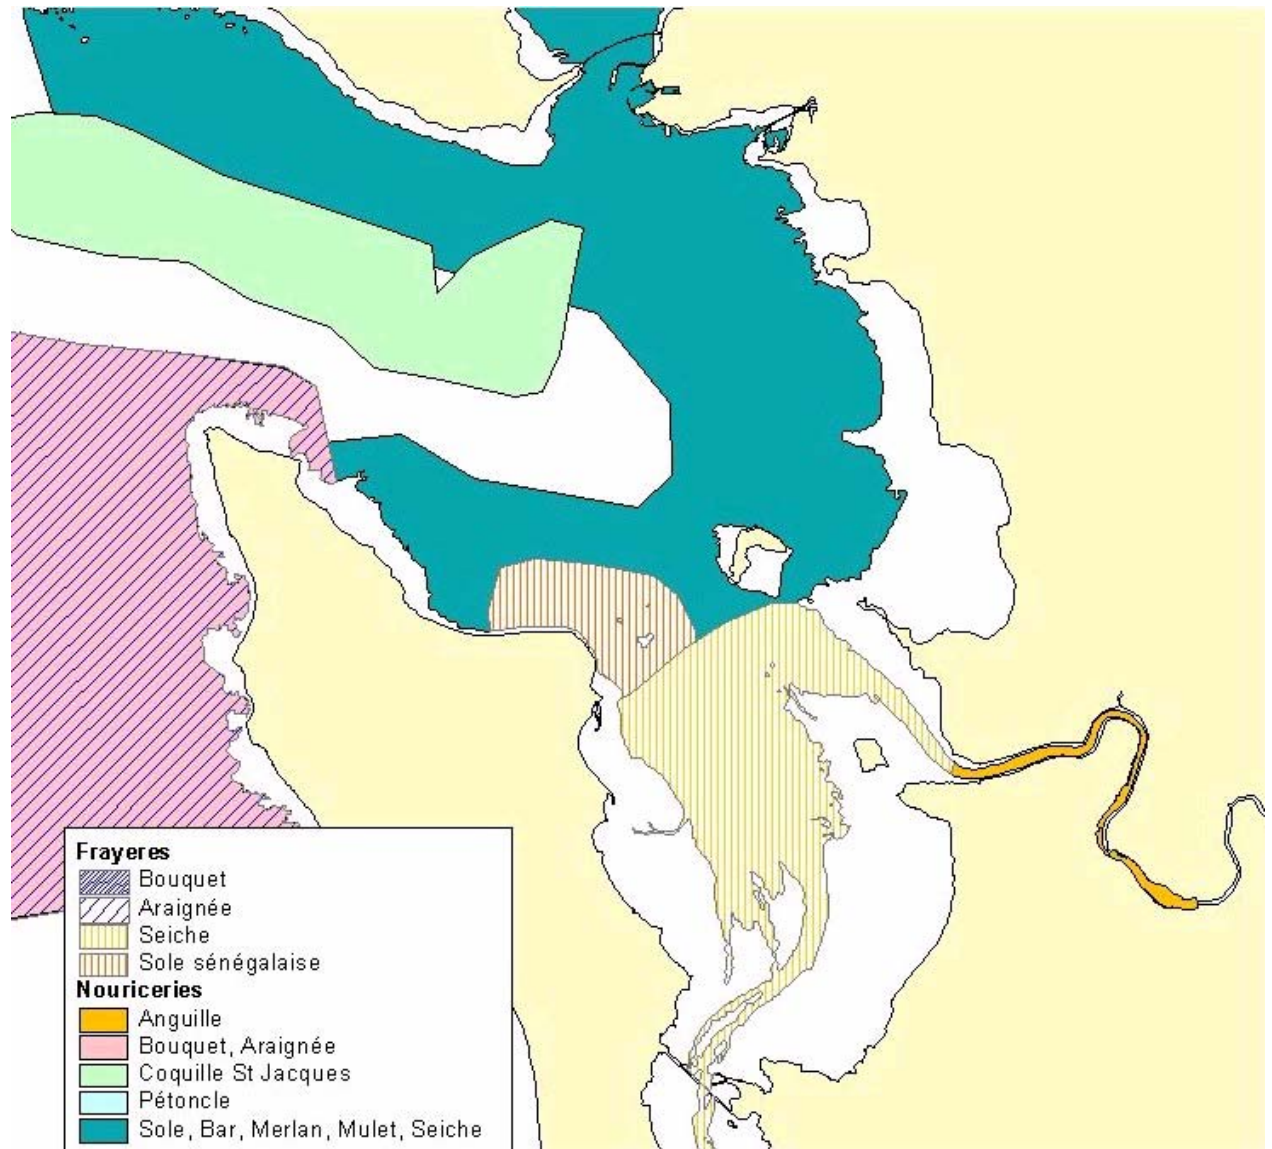 Frayeres
Bouquet
Araignée
Seiche
Sole sénégalaise
Nouriceries
Anguille
Bouquet, Araignée
Coquille St Jacques
Pétoncle
Sole, Bar, Merlan, Mulet, Seiche